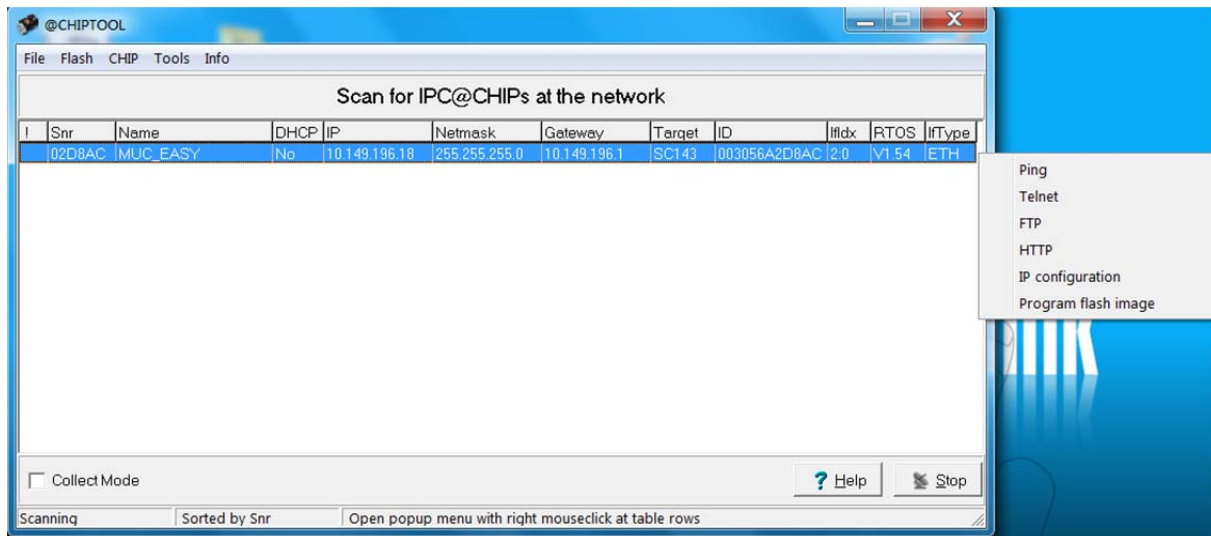 @CHIPTOOL
File Flash CHIP Tools Info
Scan for IPC@CHIPs at the network
! Snr Name DHCP IP Netmask Gateway Target ID IfIdx RTOS IfType
02D8AC MUC_EASY No 10.149.196.18 255.255.255.0 10.149.196.1 SC143 003056A2D8AC 2:0 V1.54 ETH
Ping
Telnet
FTP
HTTP
IP configuration
Program flash image
Collect Mode
? Help
Stop
Scanning Sorted by Snr Open popup menu with right mouseclick at table rows